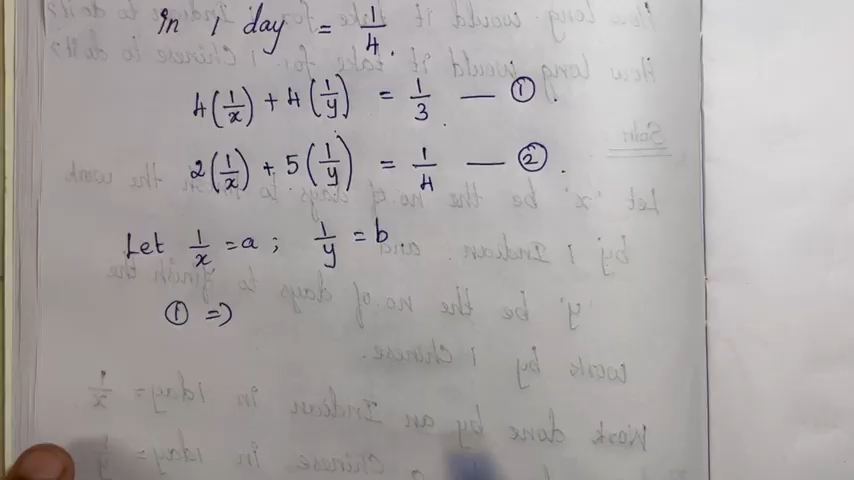 in 1 day = 1/4.
4(1/x) + 4(1/y) = 1/3 — ①.
2(1/x) + 5(1/y) = 1/4 — ②.
Let 1/x = a ; 1/y = b.
① =>